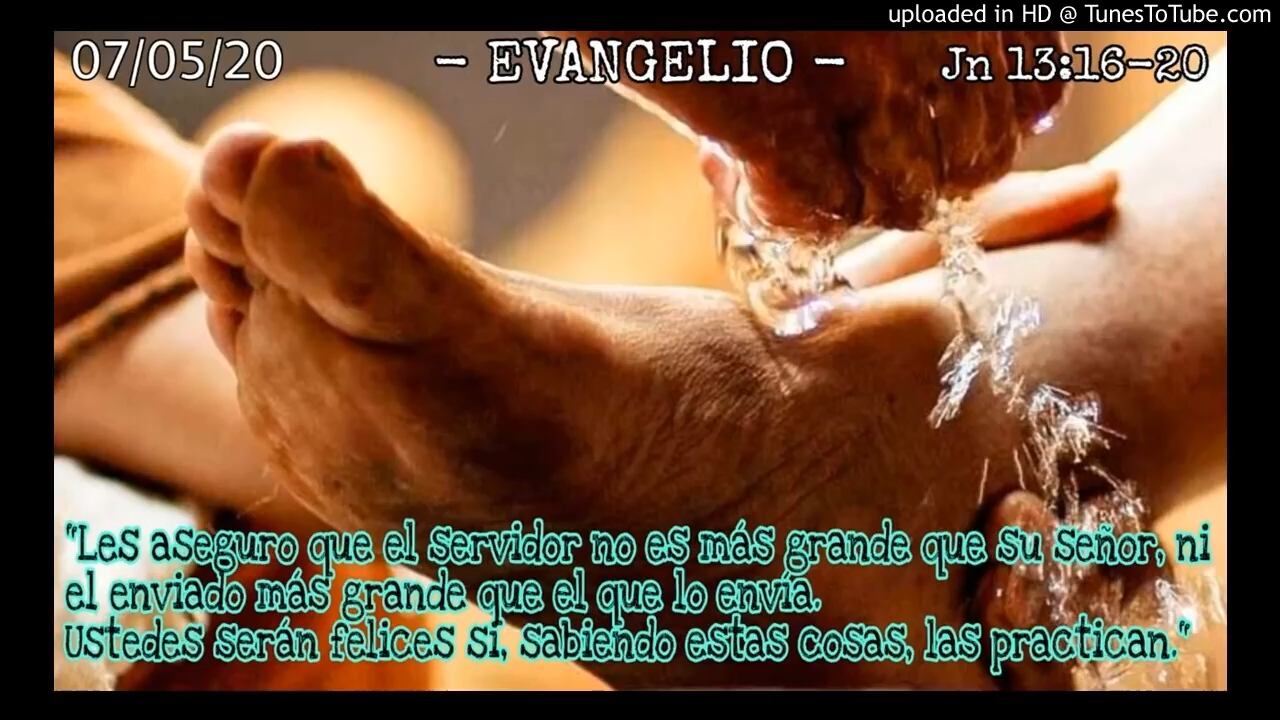 uploaded in HD @ TunesToTube.com
07/05/20 - EVANGELIO - Jn 13:16-20
"Les aseguro que el servidor no es más grande que su señor, ni
el enviado más grande que el que lo envía.
Ustedes serán felices si, sabiendo estas cosas, las practican."